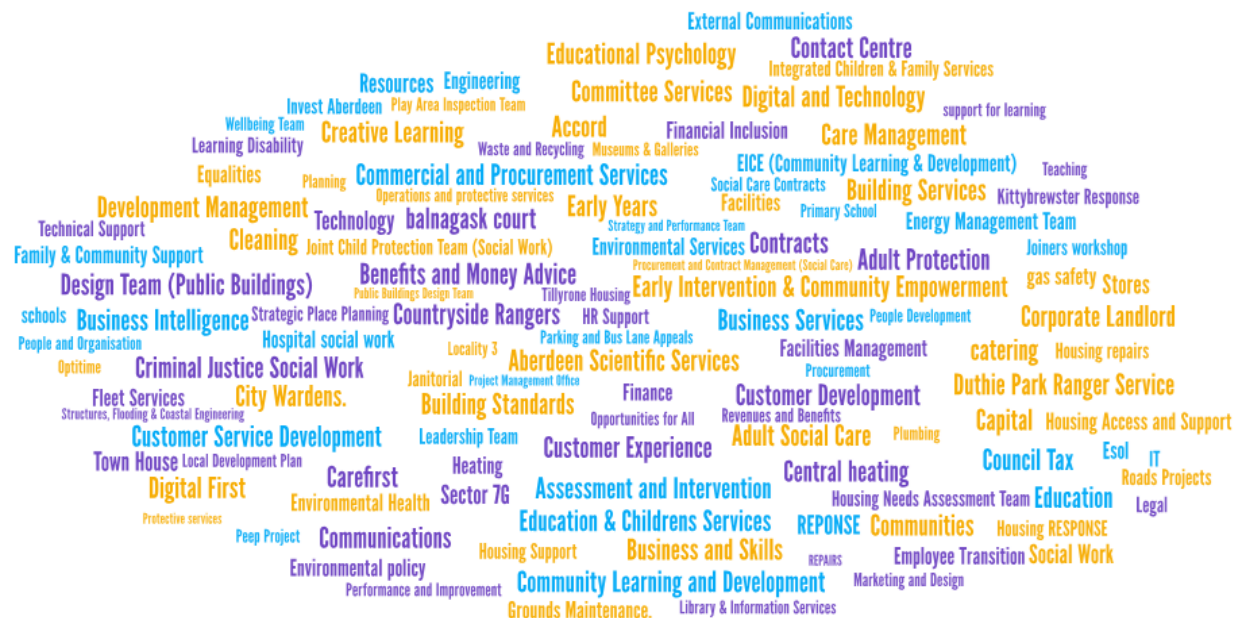 External Communications
Educational Psychology
Contact Centre
Integrated Children & Family Services
Resources
Engineering
Committee Services
Digital and Technology
Invest Aberdeen
Play Area Inspection Team
support for learning
Wellbeing Team
Creative Learning
Accord
Financial Inclusion
Care Management
Learning Disability
Waste and Recycling
Museums & Galleries
EICE (Community Learning & Development)
Teaching
Equalities
Planning
Commercial and Procurement Services
Social Care Contracts
Building Services
Kittybrewster Response
Operations and protective services
Development Management
Technology
balnagask court
Early Years
Facilities
Primary School
Energy Management Team
Technical Support
Strategy and Performance Team
Cleaning
Joint Child Protection Team (Social Work)
Environmental Services
Contracts
Joiners workshop
Family & Community Support
Procurement and Contract Management (Social Care)
Adult Protection
Design Team (Public Buildings)
Benefits and Money Advice
gas safety
Stores
Public Buildings Design Team
Tillyrone Housing
Early Intervention & Community Empowerment
schools
Business Intelligence
Strategic Place Planning
Countryside Rangers
HR Support
Business Services
People Development
Corporate Landlord
People and Organisation
Hospital social work
Parking and Bus Lane Appeals
Locality 3
Facilities Management
catering
Housing repairs
Optitime
Criminal Justice Social Work
Aberdeen Scientific Services
Procurement
Janitorial
Project Management Office
Duthie Park Ranger Service
Fleet Services
City Wardens.
Finance
Customer Development
Structures, Flooding & Coastal Engineering
Building Standards
Opportunities for All
Revenues and Benefits
Capital
Housing Access and Support
Customer Service Development
Leadership Team
Customer Experience
Adult Social Care
Plumbing
Town House
Local Development Plan
Heating
Council Tax
Esol
IT
Carefirst
Central heating
Roads Projects
Digital First
Environmental Health
Sector 7G
Assessment and Intervention
Housing Needs Assessment Team
Education
Legal
Protective services
Education & Childrens Services
REPONSE
Communities
Housing RESPONSE
Peep Project
Communications
Housing Support
Business and Skills
REPAIRS
Employee Transition
Social Work
Environmental policy
Performance and Improvement
Community Learning and Development
Marketing and Design
Grounds Maintenance.
Library & Information Services